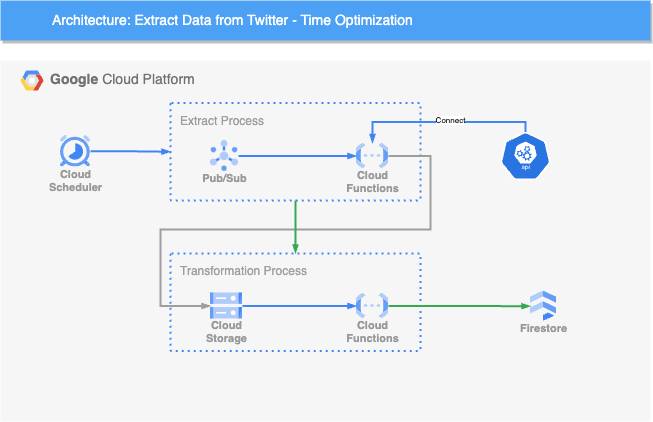 Architecture: Extract Data from Twitter - Time Optimization
Google Cloud Platform
Extract Process
Connect
Pub/Sub
Cloud
Functions
Cloud
Scheduler
api
Transformation Process
Cloud
Storage
Cloud
Functions
Firestore